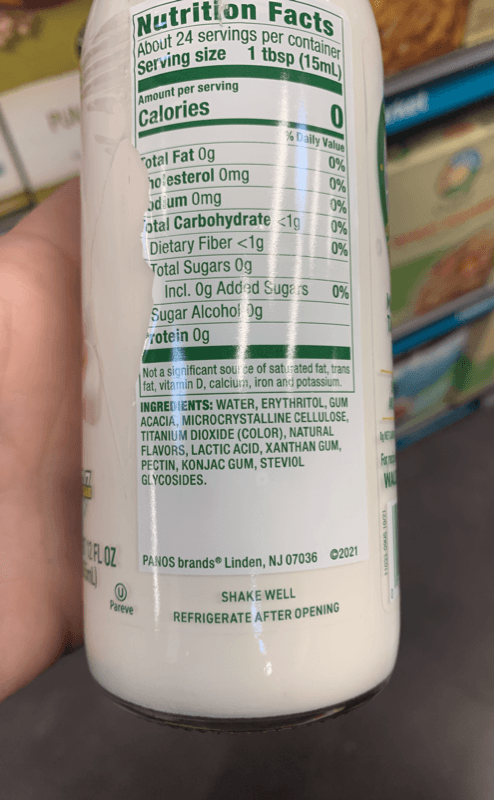 Nutrition Facts
About 24 servings per container
Serving size 1 tbsp (15mL)
Amount per serving
Calories 0
% Daily Value
Total Fat 0g 0%
holesterol 0mg 0%
odium 0mg 0%
otal Carbohydrate <1g 0%
Dietary Fiber <1g 0%
Total Sugars 0g
Incl. 0g Added Sugars 0%
Sugar Alcohol 0g
rotein 0g
Not a significant source of saturated fat, trans
fat, vitamin D, calcium, iron and potassium.
INGREDIENTS: WATER, ERYTHRITOL, GUM
ACACIA, MICROCRYSTALLINE CELLULOSE,
TITANIUM DIOXIDE (COLOR), NATURAL
FLAVORS, LACTIC ACID, XANTHAN GUM,
PECTIN, KONJAC GUM, STEVIOL
GLYCOSIDES.
PANOS brands® Linden, NJ 07036 ©2021
SHAKE WELL
REFRIGERATE AFTER OPENING
12 FL OZ
U
Pareve